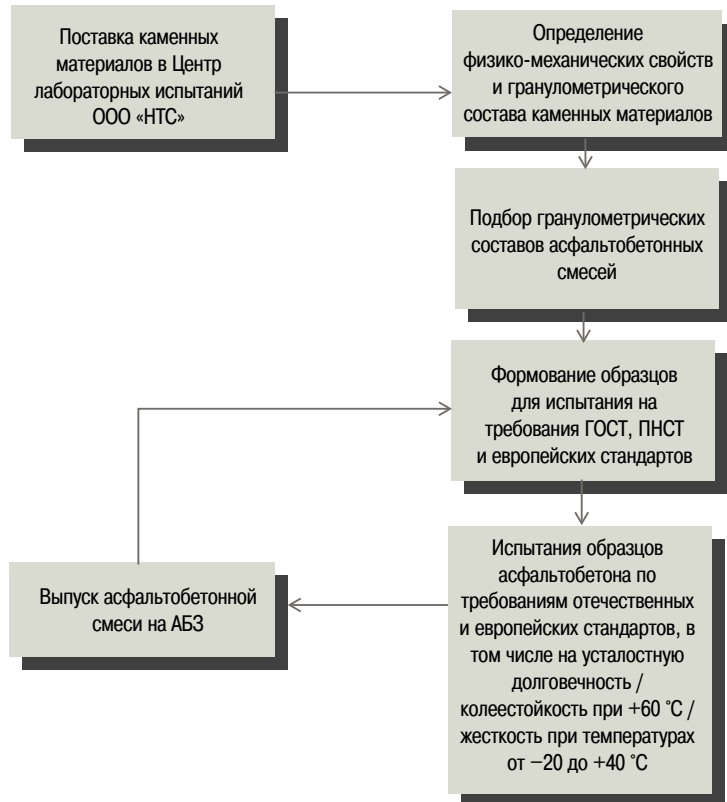 Поставка каменных
материалов в Центр
лабораторных испытаний
ООО «НТС»
Определение
физико-механических свойств
и гранулометрического
состава каменных материалов
Подбор гранулометрических
составов асфальтобетонных
смесей
Формование образцов
для испытания на
требования ГОСТ, ПНСТ
и европейских стандартов
Испытания образцов
асфальтобетона по
требованиям отечественных
и европейских стандартов, в
том числе на усталостную
долговечность /
колеестойкость при +60 °С /
жесткость при температурах
от −20 до +40 °С
Выпуск асфальтобетонной
смеси на АБЗ